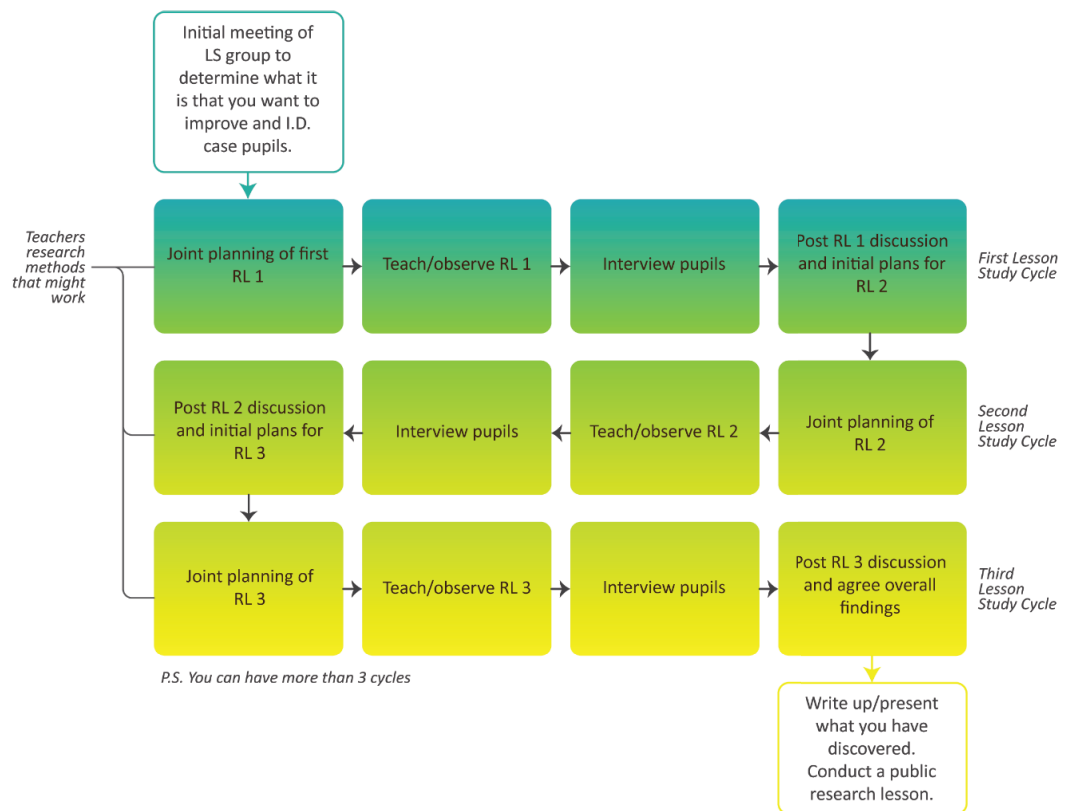 Initial meeting of
LS group to
determine what it
is that you want to
improve and I.D.
case pupils.
Teachers
research
methods
that might
work
Joint planning of first
RL 1
Teach/observe RL 1
Interview pupils
Post RL 1 discussion
and initial plans for
RL 2
First Lesson
Study Cycle
Post RL 2 discussion
and initial plans for
RL 3
Interview pupils
Teach/observe RL 2
Joint planning of
RL 2
Second
Lesson
Study Cycle
Joint planning of
RL 3
Teach/observe RL 3
Interview pupils
Post RL 3 discussion
and agree overall
findings
Third
Lesson
Study Cycle
P.S. You can have more than 3 cycles
Write up/present
what you have
discovered.
Conduct a public
research lesson.